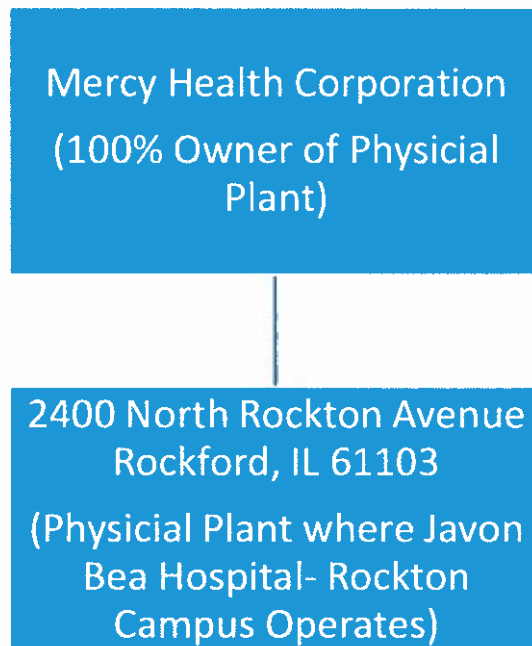 Mercy Health Corporation
(100% Owner of Physicial
Plant)
2400 North Rockton Avenue
Rockford, IL 61103
(Physicial Plant where Javon
Bea Hospital- Rockton
Campus Operates)